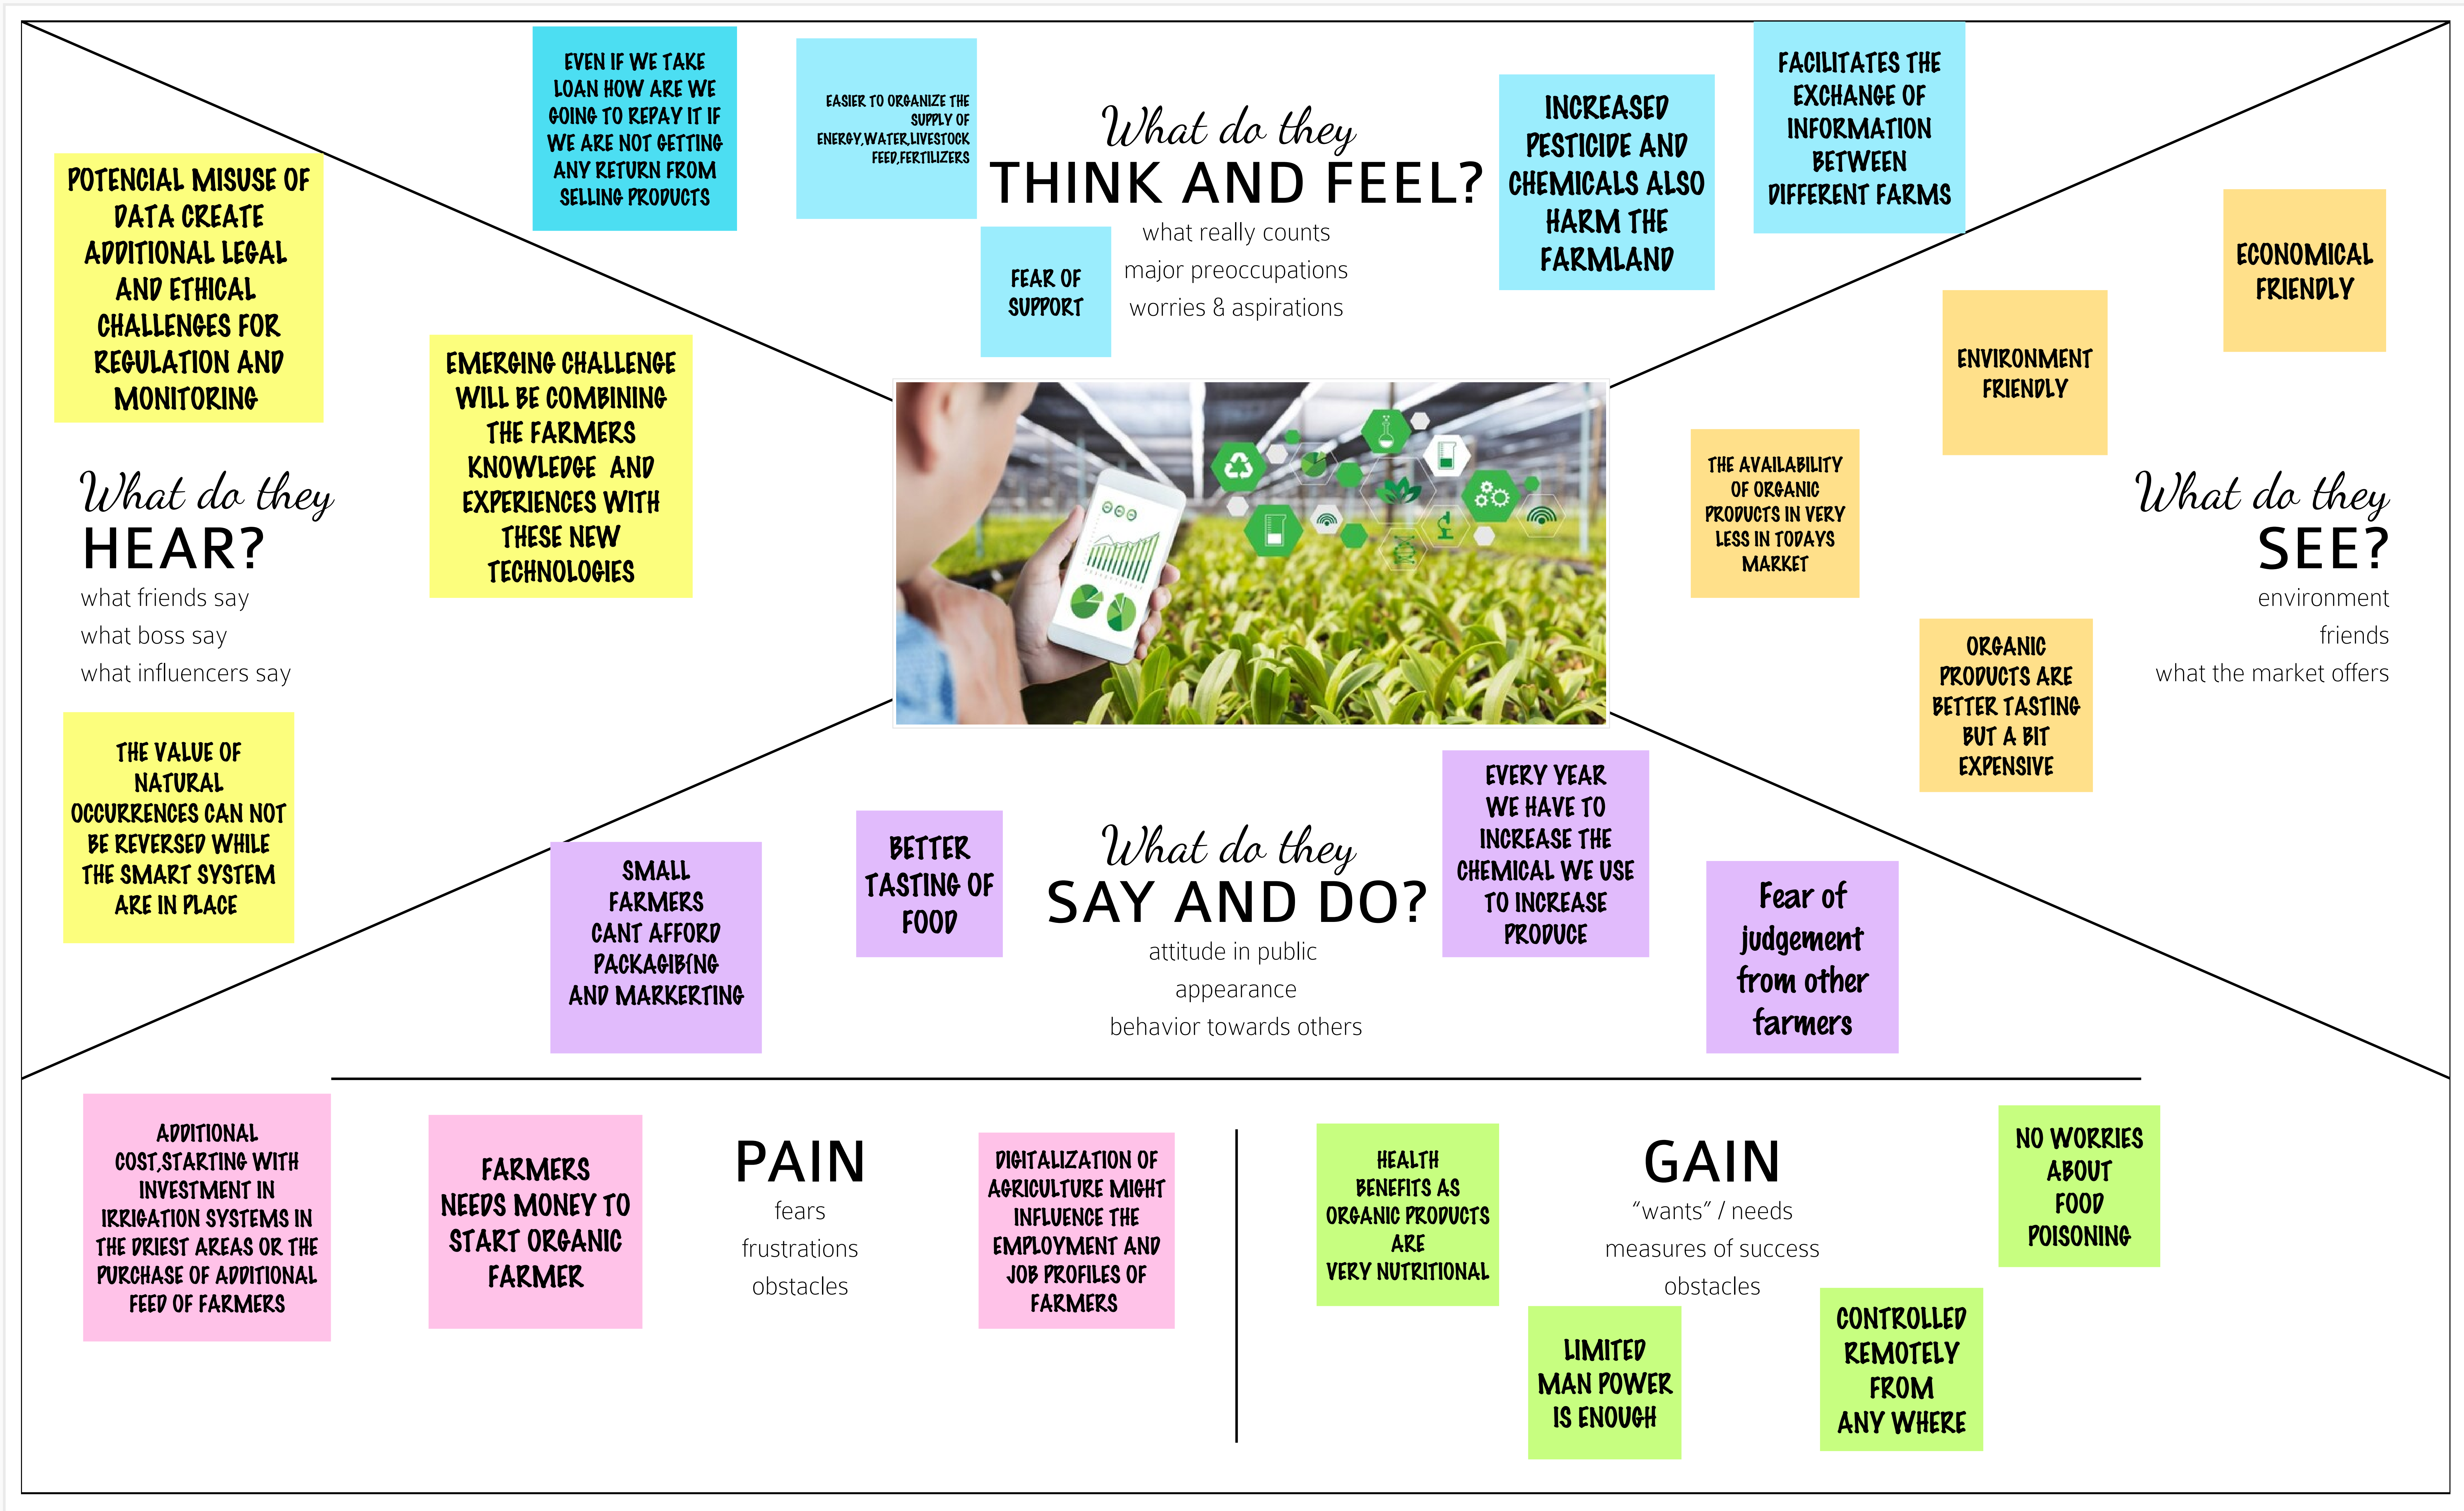 EVEN IF WE TAKE
LOAN HOW ARE WE
GOING TO REPAY IT IF
WE ARE NOT GETTING
ANY RETURN FROM
SELLING PRODUCTS
EASIER TO ORGANIZE THE
SUPPLY OF
ENERGY,WATER,LIVESTOCK
FEED,FERTILIZERS
What do they
THINK AND FEEL?
what really counts
major preoccupations
worries & aspirations
FEAR OF
SUPPORT
INCREASED
PESTICIDE AND
CHEMICALS ALSO
HARM THE
FARMLAND
FACILITATES THE
EXCHANGE OF
INFORMATION
BETWEEN
DIFFERENT FARMS
POTENCIAL MISUSE OF
DATA CREATE
ADDITIONAL LEGAL
AND ETHICAL
CHALLENGES FOR
REGULATION AND
MONITORING
EMERGING CHALLENGE
WILL BE COMBINING
THE FARMERS
KNOWLEDGE  AND
EXPERIENCES WITH
THESE NEW
TECHNOLOGIES
What do they
HEAR?
what friends say
what boss say
what influencers say
THE VALUE OF
NATURAL
OCCURRENCES CAN NOT
BE REVERSED WHILE
THE SMART SYSTEM
ARE IN PLACE
ECONOMICAL
FRIENDLY
ENVIRONMENT
FRIENDLY
THE AVAILABILITY
OF ORGANIC
PRODUCTS IN VERY
LESS IN TODAYS
MARKET
What do they
SEE?
environment
friends
what the market offers
ORGANIC
PRODUCTS ARE
BETTER TASTING
BUT A BIT
EXPENSIVE
SMALL
FARMERS
CANT AFFORD
PACKAGIB{NG
AND MARKERTING
BETTER
TASTING OF
FOOD
What do they
SAY AND DO?
attitude in public
appearance
behavior towards others
EVERY YEAR
WE HAVE TO
INCREASE THE
CHEMICAL WE USE
TO INCREASE
PRODUCE
Fear of
judgement
from other
farmers
ADDITIONAL
COST,STARTING WITH
INVESTMENT IN
IRRIGATION SYSTEMS IN
THE DRIEST AREAS OR THE
PURCHASE OF ADDITIONAL
FEED OF FARMERS
FARMERS
NEEDS MONEY TO
START ORGANIC
FARMER
PAIN
fears
frustrations
obstacles
DIGITALIZATION OF
AGRICULTURE MIGHT
INFLUENCE THE
EMPLOYMENT AND
JOB PROFILES OF
FARMERS
HEALTH
BENEFITS AS
ORGANIC PRODUCTS
ARE
VERY NUTRITIONAL
GAIN
"wants" / needs
measures of success
obstacles
NO WORRIES
ABOUT
FOOD
POISONING
LIMITED
MAN POWER
IS ENOUGH
CONTROLLED
REMOTELY
FROM
ANY WHERE